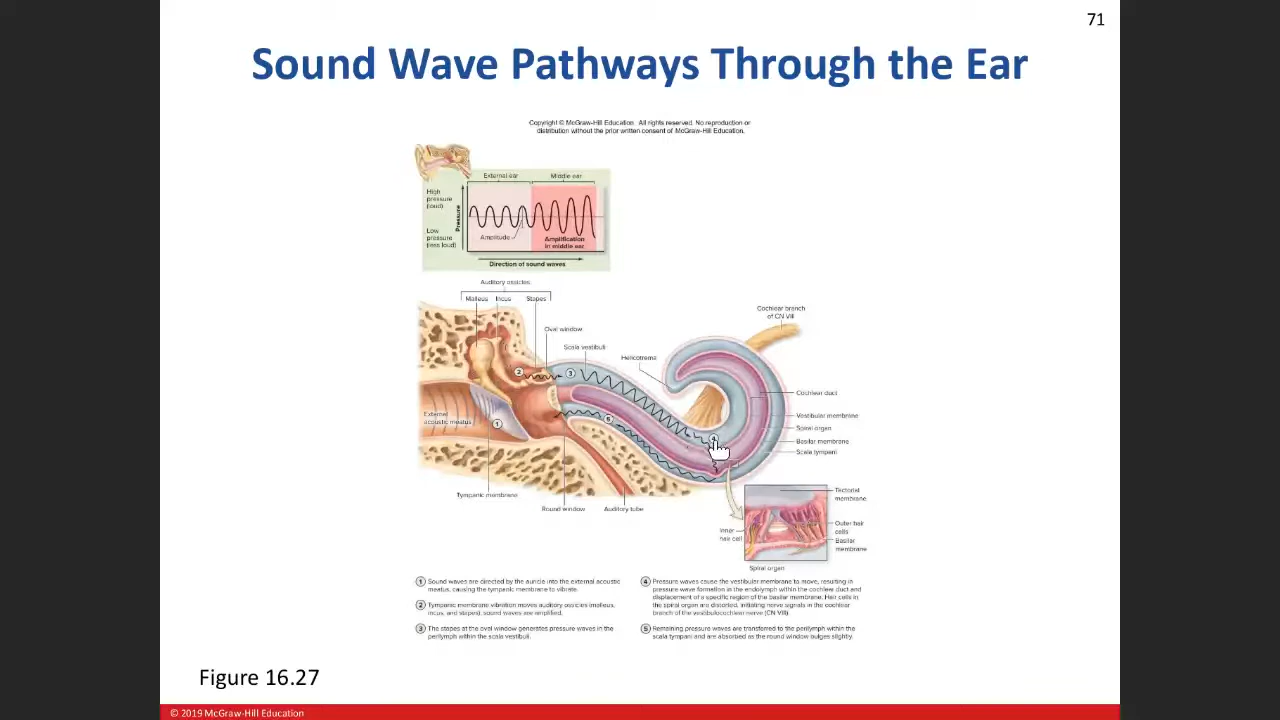 71
Sound Wave Pathways Through the Ear
Copyright © McGraw-Hill Education. All rights reserved. No reproduction or
distribution without the prior written consent of McGraw-Hill Education.
External ear
Middle ear
High
pressure
(loud)
Low
pressure
(less loud)
Pressure
Amplitude
Amplification
in middle ear
Direction of sound waves
Auditory ossicles
Malleus Incus Stapes
Oval window
Scala vestibuli
Helicotrema
Cochlear branch
of CN VIII
2
3
5
4
1
External
acoustic meatus
Cochlear duct
Vestibular membrane
Spiral organ
Basilar membrane
Scala tympani
Tympanic membrane
Round window
Auditory tube
Tectorial
membrane
Outer hair
cells
Basilar
membrane
Inner
hair cell
Spiral organ
1 Sound waves are directed by the auricle into the external acoustic
meatus, causing the tympanic membrane to vibrate.
2 Tympanic membrane vibration moves auditory ossicles (malleus,
incus, and stapes); sound waves are amplified.
3 The stapes at the oval window generates pressure waves in the
perilymph within the scala vestibuli.
4 Pressure waves cause the vestibular membrane to move, resulting in
pressure wave formation in the endolymph within the cochlear duct and
displacement of a specific region of the basilar membrane. Hair cells in
the spiral organ are distorted, initiating nerve signals in the cochlear
branch of the vestibulocochlear nerve (CN VIII).
5 Remaining pressure waves are transferred to the perilymph within the
scala tympani and are absorbed as the round window bulges slightly.
Figure 16.27
© 2019 McGraw-Hill Education